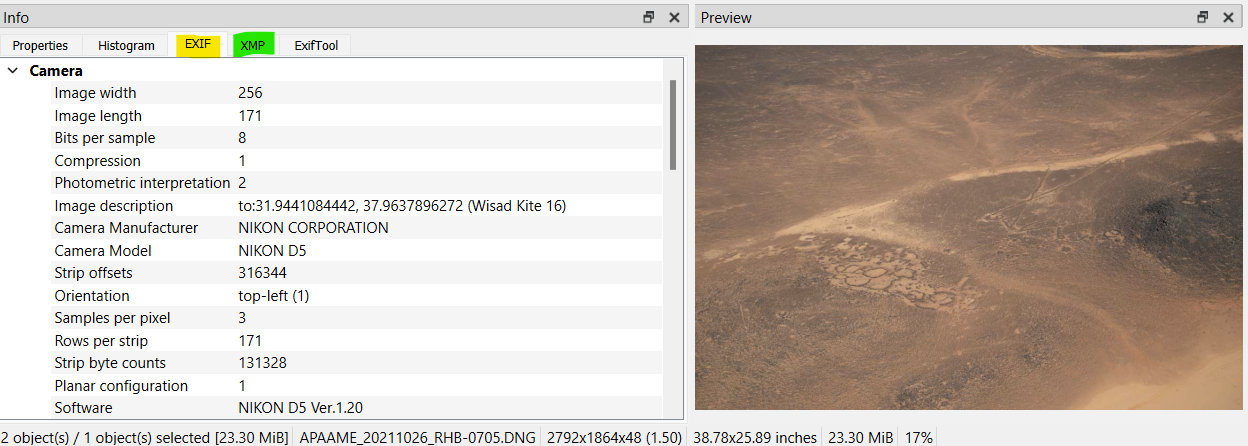 Info
Preview
Properties Histogram EXIF XMP ExifTool
Camera
Image width 256
Image length 171
Bits per sample 8
Compression 1
Photometric interpretation 2
Image description to:31.9441084442, 37.9637896272 (Wisad Kite 16)
Camera Manufacturer NIKON CORPORATION
Camera Model NIKON D5
Strip offsets 316344
Orientation top-left (1)
Samples per pixel 3
Rows per strip 171
Strip byte counts 131328
Planar configuration 1
Software NIKON D5 Ver.1.20
2 object(s) / 1 object(s) selected [23.30 MiB] APAAME_20211026_RHB-0705.DNG 2792x1864x48 (1.50) 38.78x25.89 inches 23.30 MiB 17%